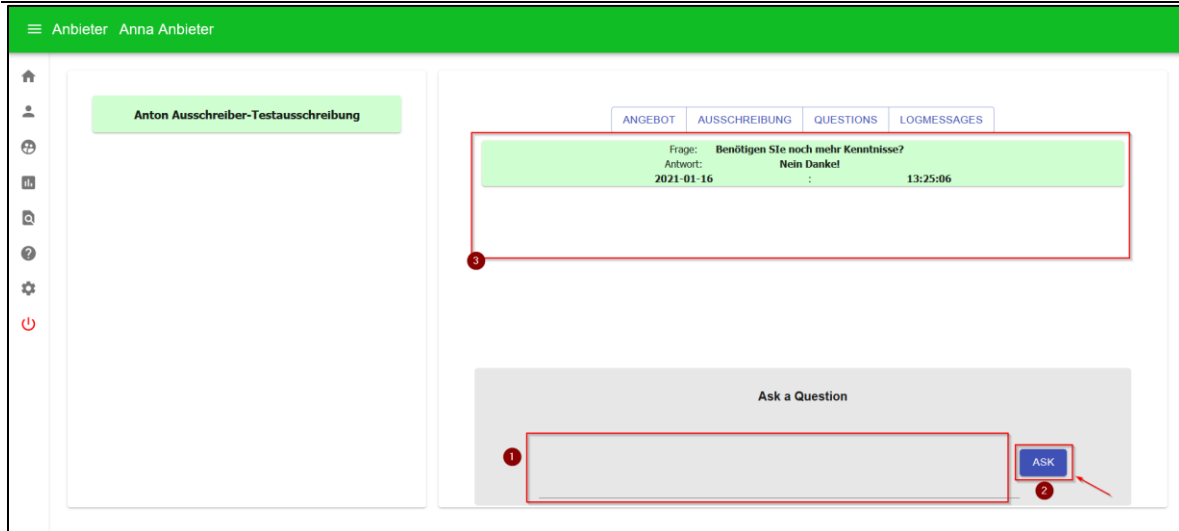 Anbieter Anna Anbieter
Anton Ausschreiber-Testausschreibung
ANGEBOT AUSSCHREIBUNG QUESTIONS LOGMESSAGES
Frage: Benötigen SIe noch mehr Kenntnisse?
Antwort: Nein Danke!
2021-01-16 : 13:25:06
3
Ask a Question
1
ASK
2